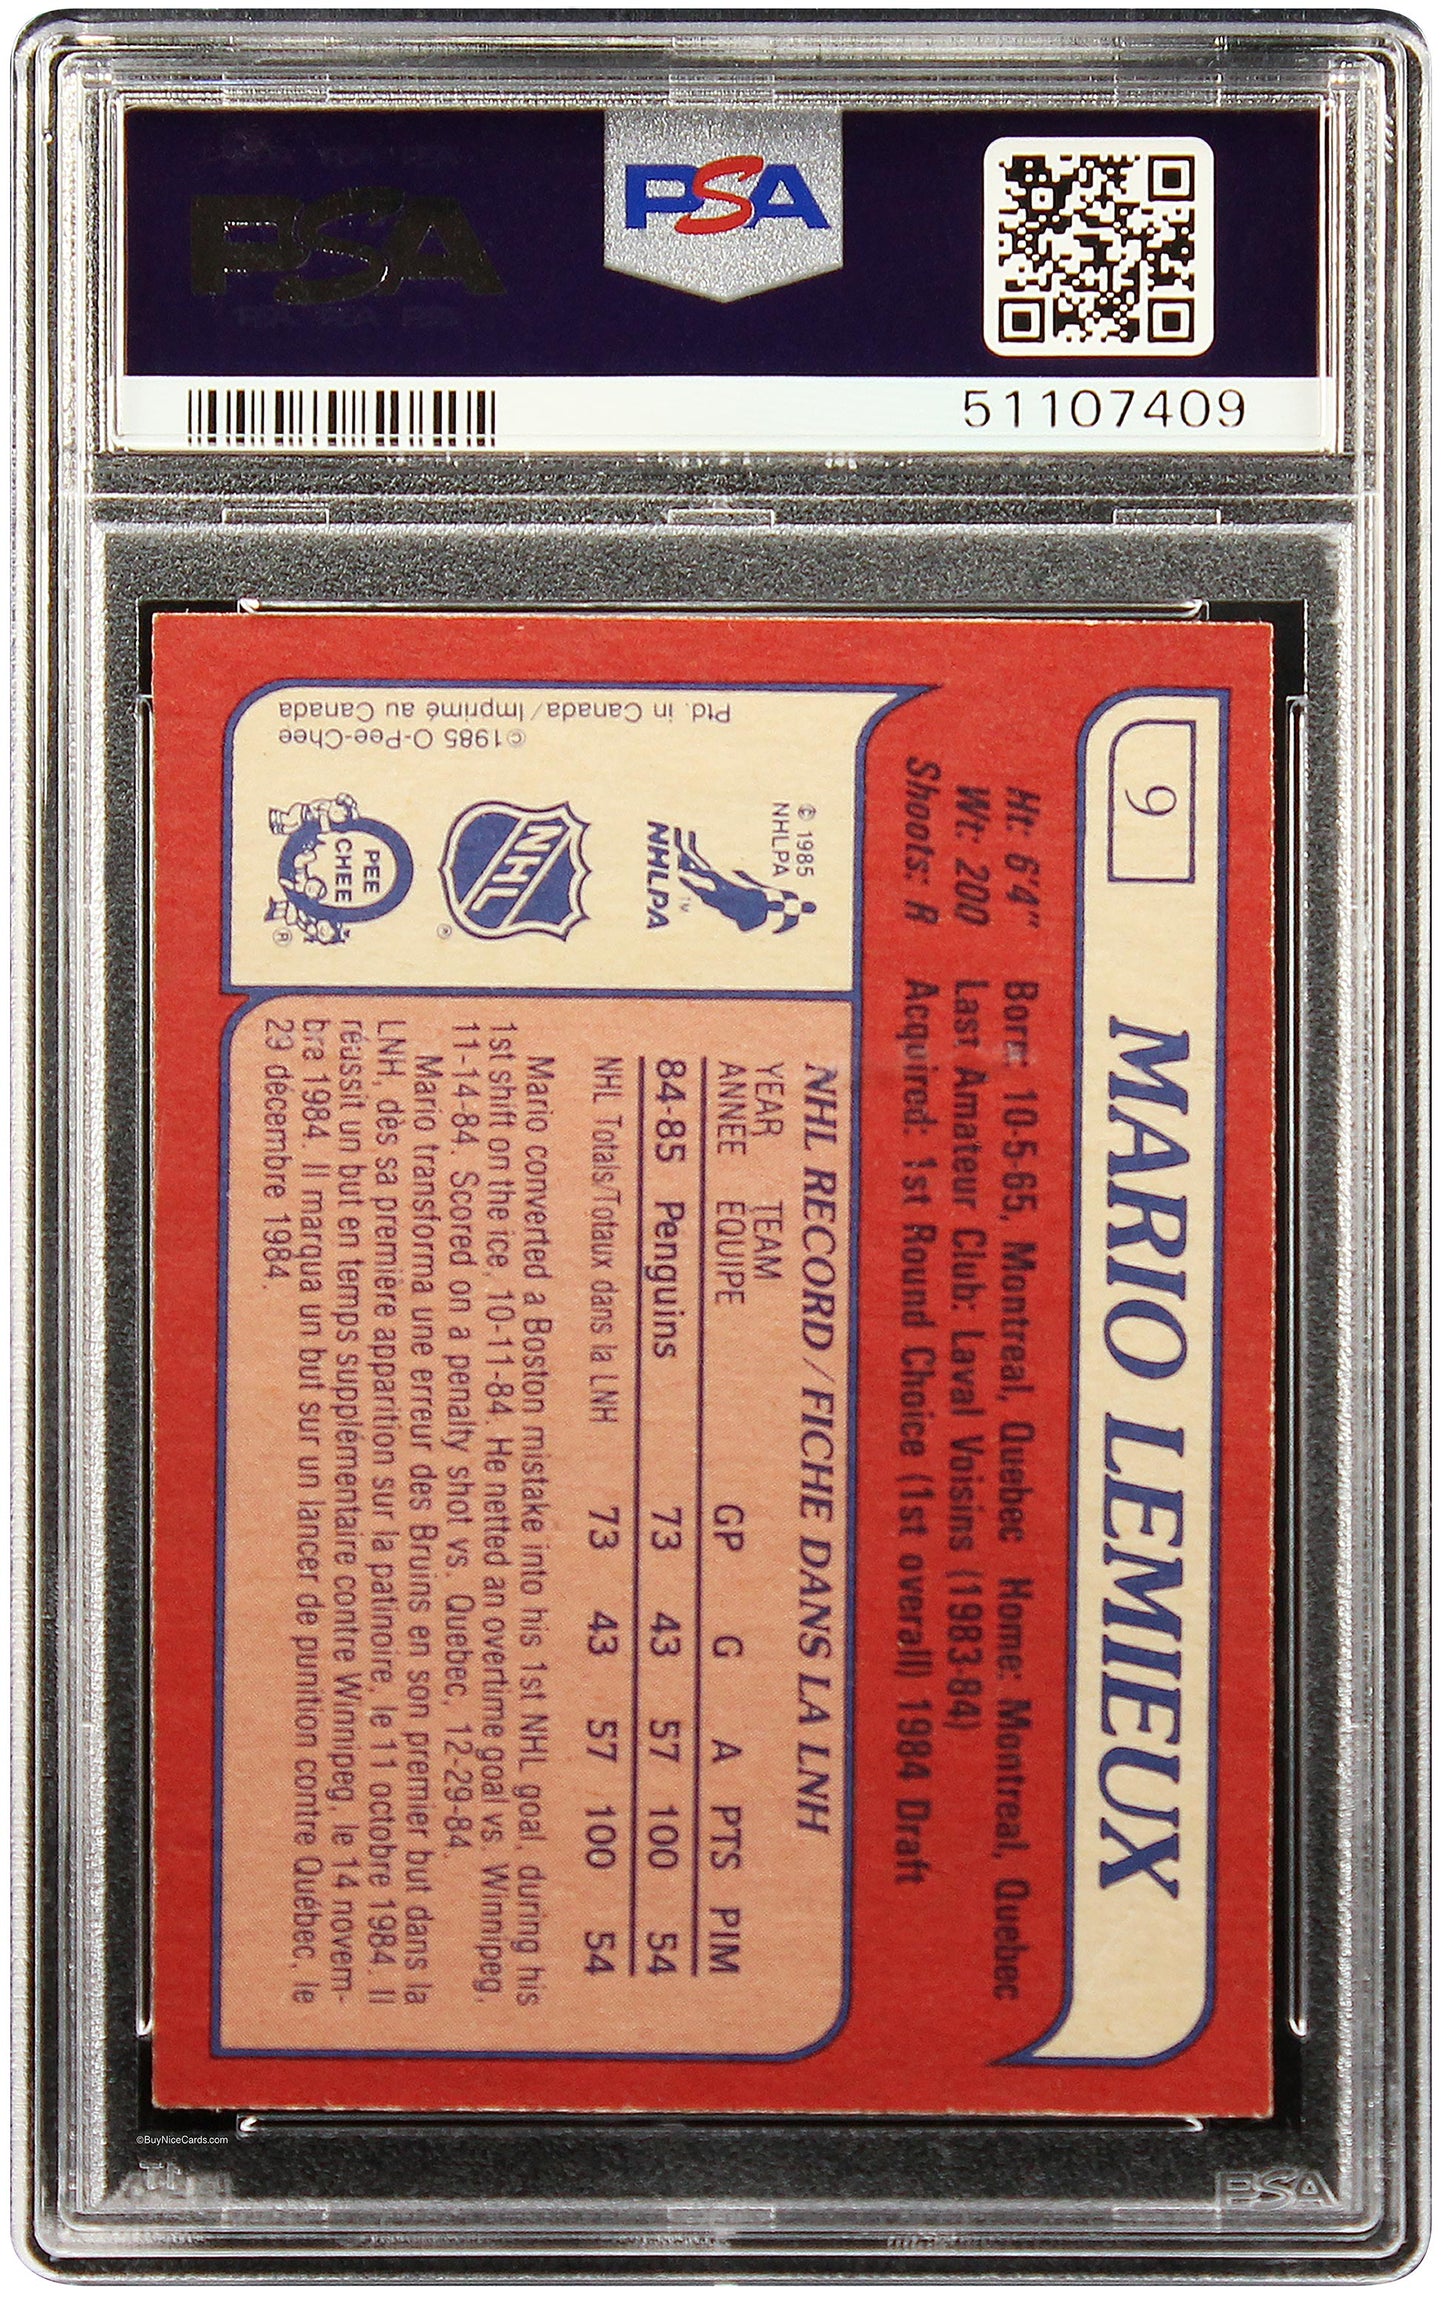 PSA
PSA
51107409
9
MARIO LEMIEUX
Ht: 6'4" Born: 10-5-65, Montreal, Quebec Home: Montreal, Quebec
Wt: 200 Last Amateur Club: Laval Voisins (1983-84)
Shoots: R Acquired: 1st Round Choice (1st overall) 1984 Draft
© 1985
NHLPA
NHLPA™
NHL
®
PEE
CHEE
®
©1985 O-Pee-Chee
Ptd. in Canada/Imprimé au Canada
NHL RECORD/FICHE DANS LA LNH
YEAR TEAM
ANNEE EQUIPE GP G A PTS PIM
84-85 Penguins 73 43 57 100 54
NHL Totals/Totaux dans la LNH 73 43 57 100 54
Mario converted a Boston mistake into his 1st NHL goal, during his
1st shift on the ice, 10-11-84. He netted an overtime goal vs. Winnipeg,
11-14-84. Scored on a penalty shot vs. Quebec, 12-29-84.
Mario transforma une erreur des Bruins en son premier but dans la
LNH, dès sa première apparition sur la patinoire, le 11 octobre 1984. Il
réussit un but en temps supplémentaire contre Winnipeg, le 14 novem-
bre 1984. Il marqua un but sur un lancer de punition contre Québec, le
29 décembre 1984.
©BuyNiceCards.com
PSA